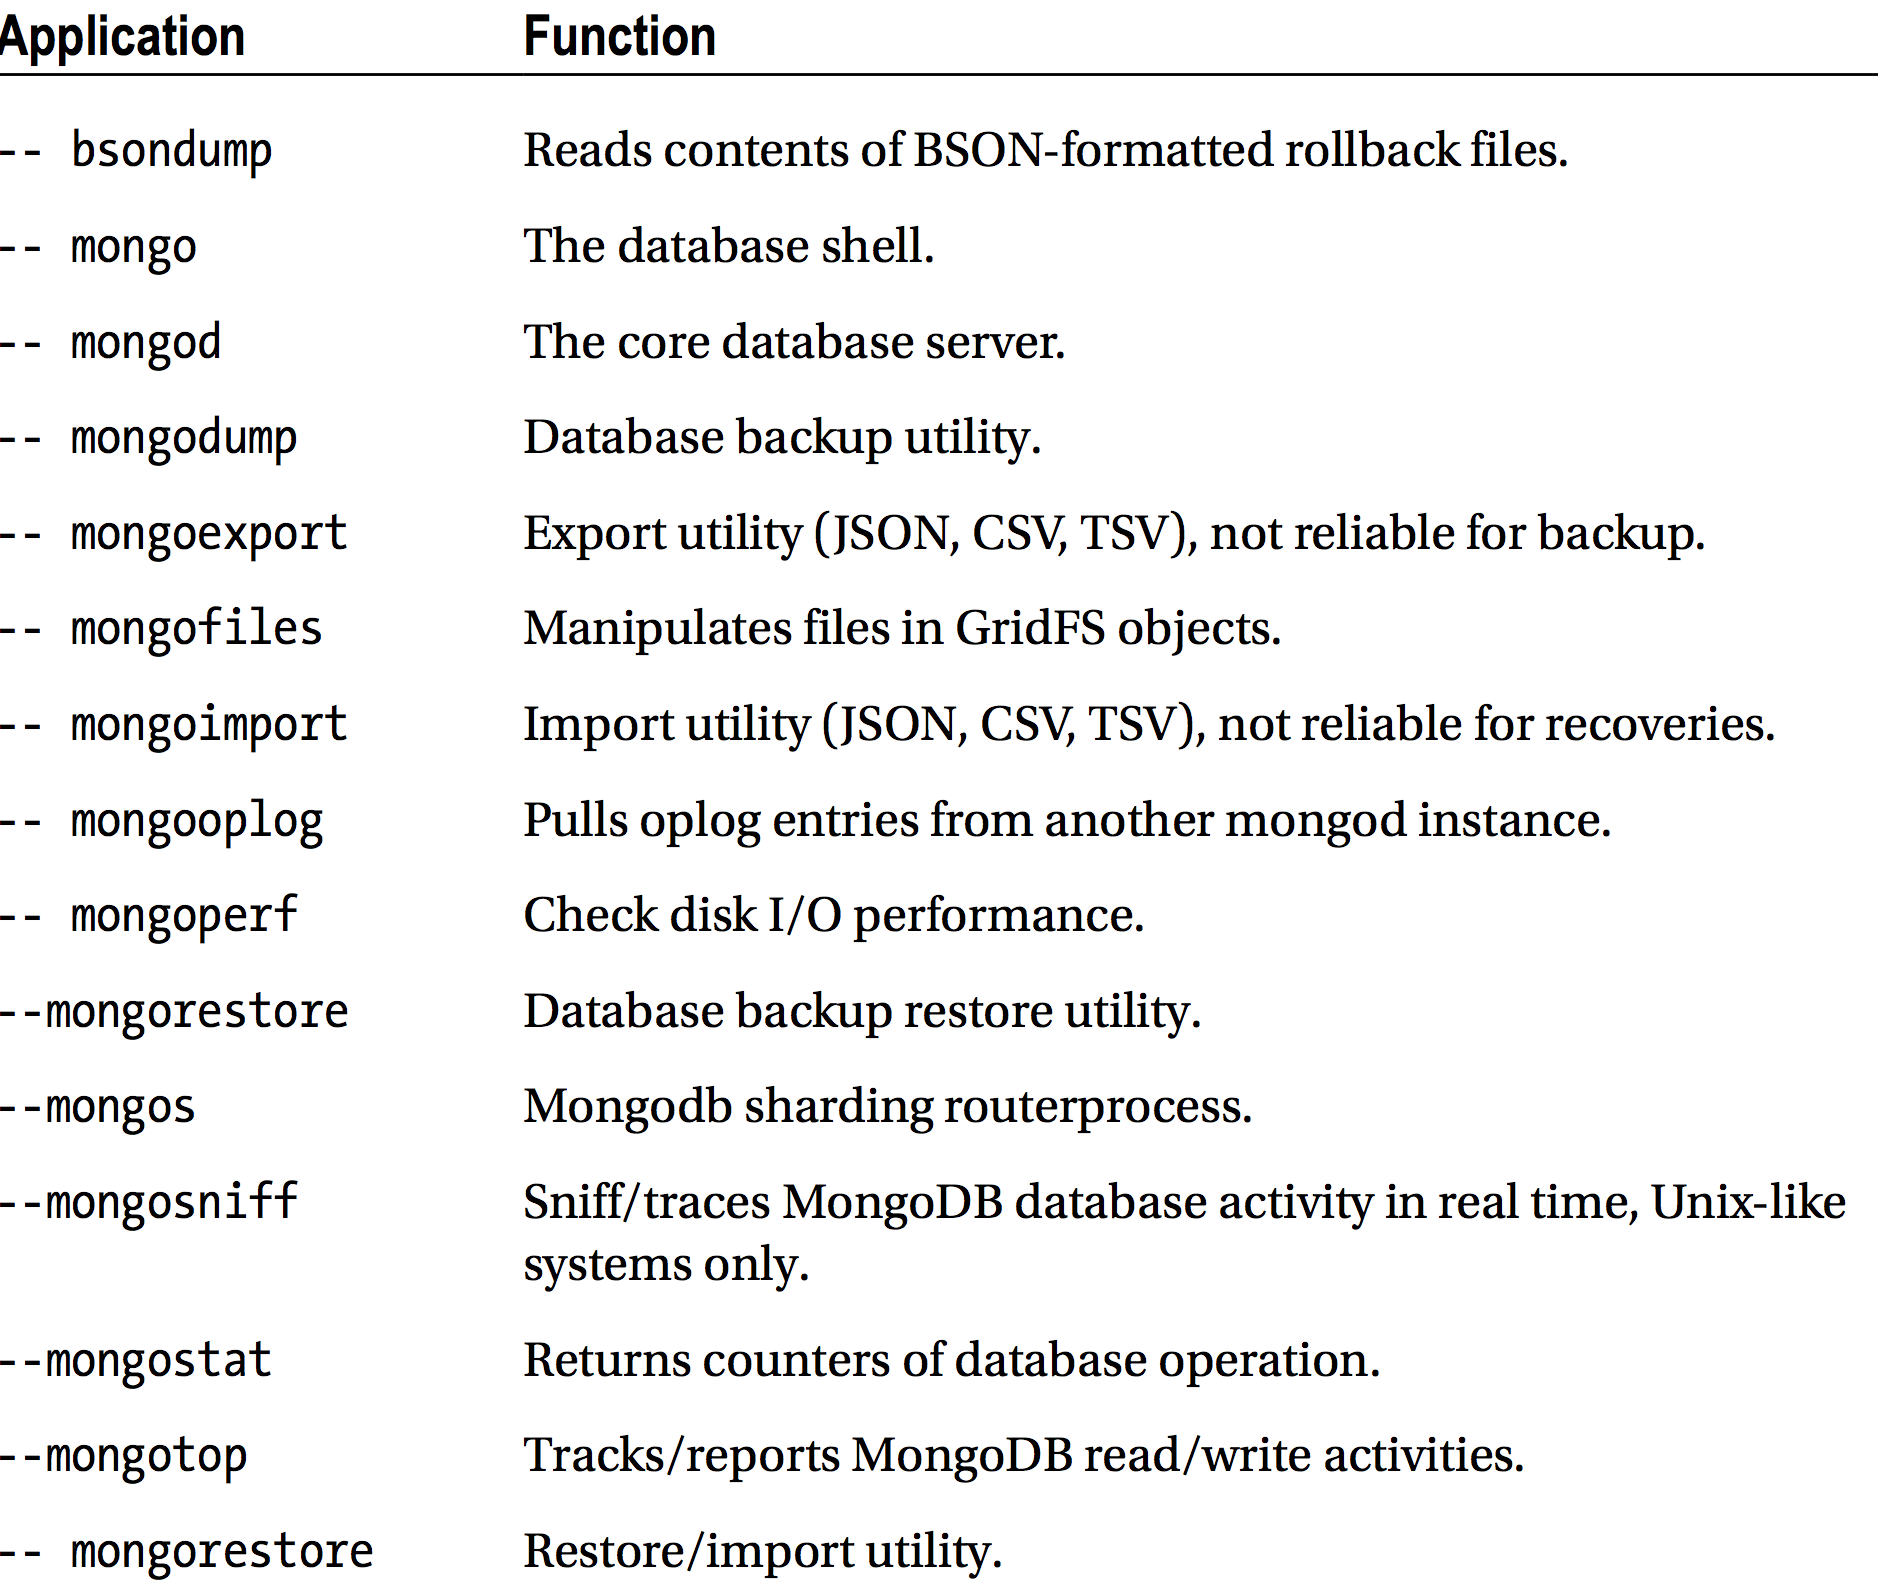 Application Function
-- bsondump Reads contents of BSON-formatted rollback files.
-- mongo The database shell.
-- mongod The core database server.
-- mongodump Database backup utility.
-- mongoexport Export utility (JSON, CSV, TSV), not reliable for backup.
-- mongofiles Manipulates files in GridFS objects.
-- mongoimport Import utility (JSON, CSV, TSV), not reliable for recoveries.
-- mongooplog Pulls oplog entries from another mongod instance.
-- mongoperf Check disk I/O performance.
--mongorestore Database backup restore utility.
--mongos Mongodb sharding routerprocess.
--mongosniff Sniff/traces MongoDB database activity in real time, Unix-like
systems only.
--mongostat Returns counters of database operation.
--mongotop Tracks/reports MongoDB read/write activities.
-- mongorestore Restore/import utility.